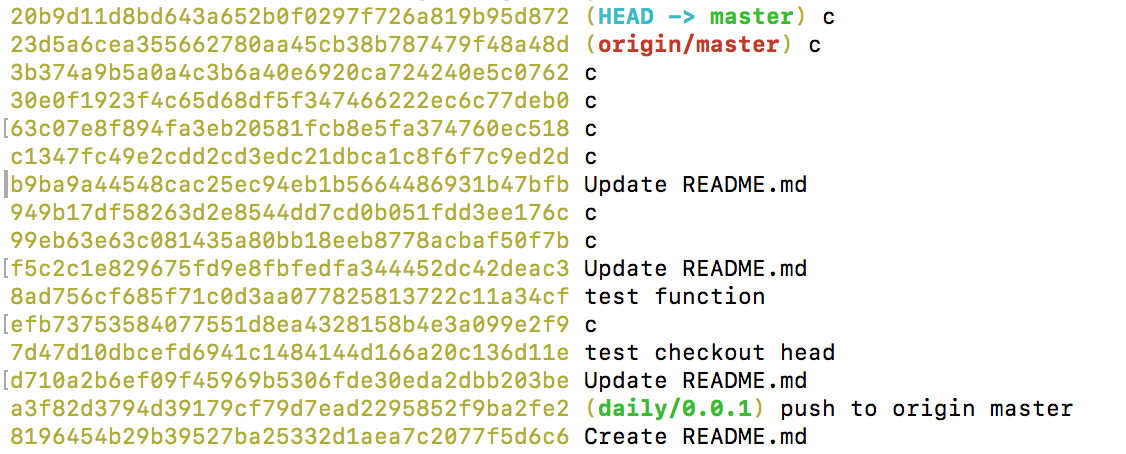 20b9d11d8bd643a652b0f0297f726a819b95d872 (HEAD -> master) c
23d5a6cea355662780aa45cb38b787479f48a48d (origin/master) c
3b374a9b5a0a4c3b6a40e6920ca724240e5c0762 c
30e0f1923f4c65d68df5f347466222ec6c77deb0 c
[63c07e8f894fa3eb20581fcb8e5fa374760ec518 c
c1347fc49e2cdd2cd3edc21dbca1c8f6f7c9ed2d c
b9ba9a44548cac25ec94eb1b5664486931b47bfb Update README.md
949b17df58263d2e8544dd7cd0b051fdd3ee176c c
99eb63e63c081435a80bb18eeb8778acbaf50f7b c
[f5c2c1e829675fd9e8fbfedfa344452dc42deac3 Update README.md
8ad756cf685f71c0d3aa077825813722c11a34cf test function
[efb73753584077551d8ea4328158b4e3a099e2f9 c
7d47d10dbcefd6941c1484144d166a20c136d11e test checkout head
[d710a2b6ef09f45969b5306fde30eda2dbb203be Update README.md
a3f82d3794d39179cf79d7ead2295852f9ba2fe2 (daily/0.0.1) push to origin master
8196454b29b39527ba25332d1aea7c2077f5d6c6 Create README.md